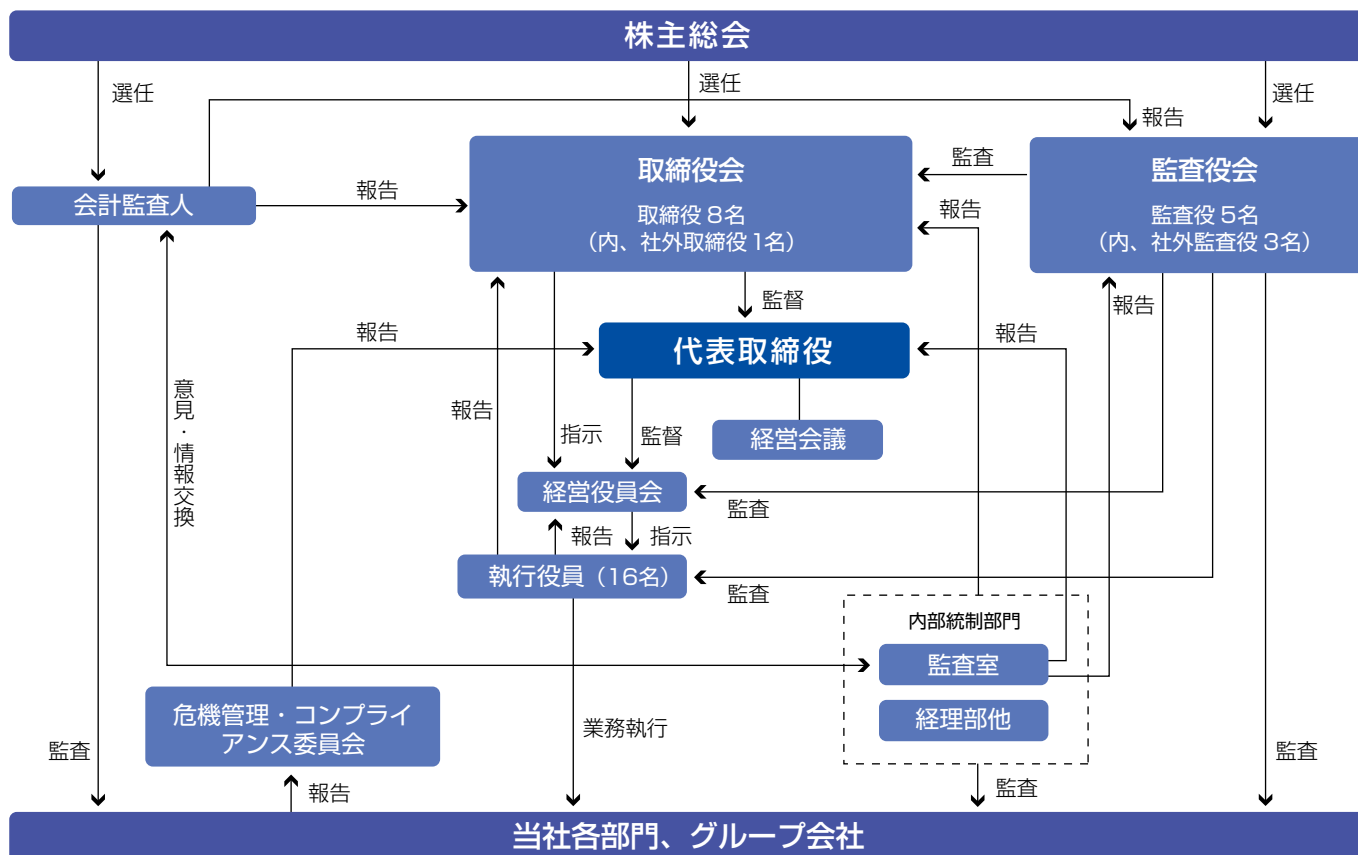 株主総会
選任
選任
選任
報告
取締役会
取締役 8名
（内、社外取締役 1名）
監査
監査役会
監査役 5名
（内、社外監査役 3名）
会計監査人
報告
報告
監督
報告
報告
代表取締役
報告
意見・情報交換
報告
指示
監督
経営会議
経営役員会
監査
報告
指示
執行役員（16名）
監査
内部統制部門
監査室
経理部他
危機管理・コンプライ
アンス委員会
監査
業務執行
監査
報告
監査
当社各部門、グループ会社